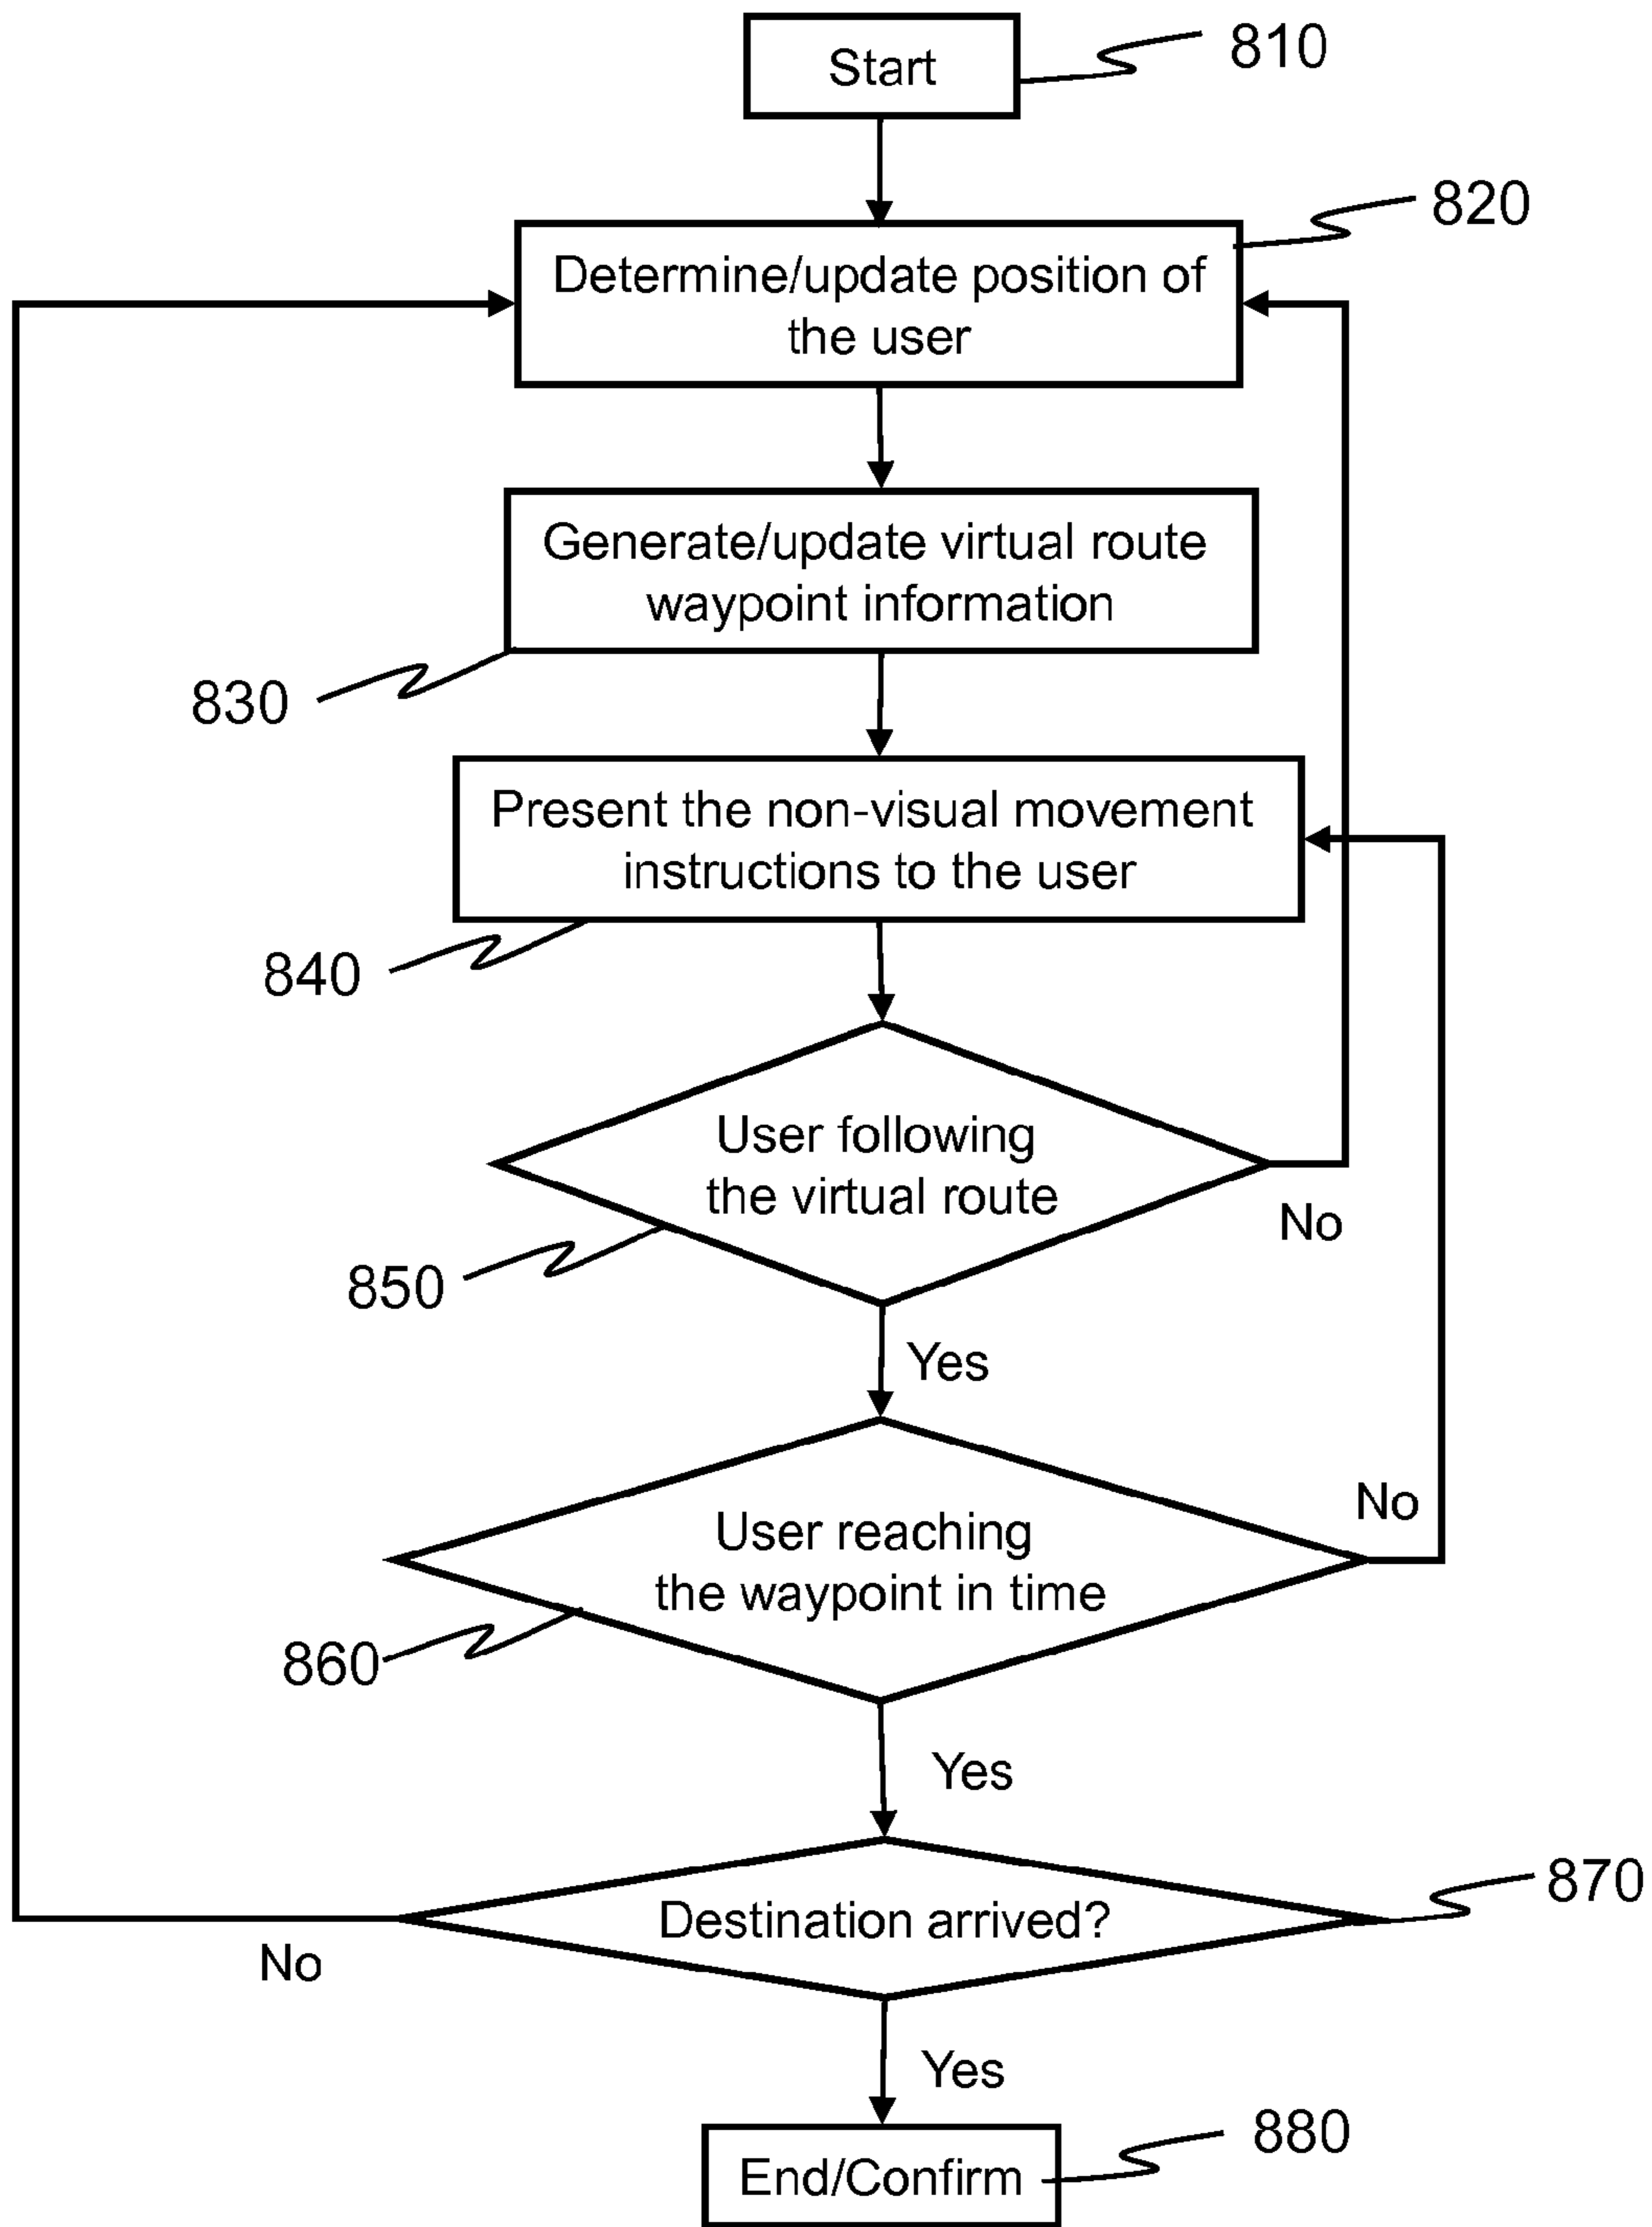 Start
810
820
Determine/update position of
the user
Generate/update virtual route
waypoint information
830
Present the non-visual movement
instructions to the user
840
User following
the virtual route
No
850
Yes
User reaching
the waypoint in time
No
860
Yes
Destination arrived?
870
No
Yes
End/Confirm
880